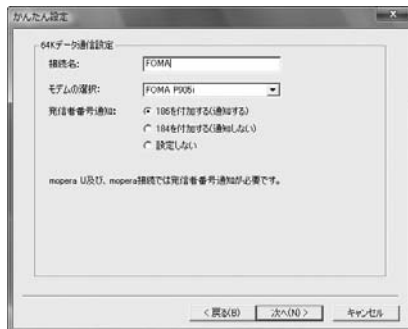 かんたん設定
64Kデータ通信設定
接続名: FOMA
モデムの選択: FOMA P905i
発信者番号通知: 186を付加する(通知する)
184を付加する(通知しない)
設定しない
mopera U及び、mopera接続では発信者番号通知が必要です。
< 戻る(B) 次へ(N) > キャンセル